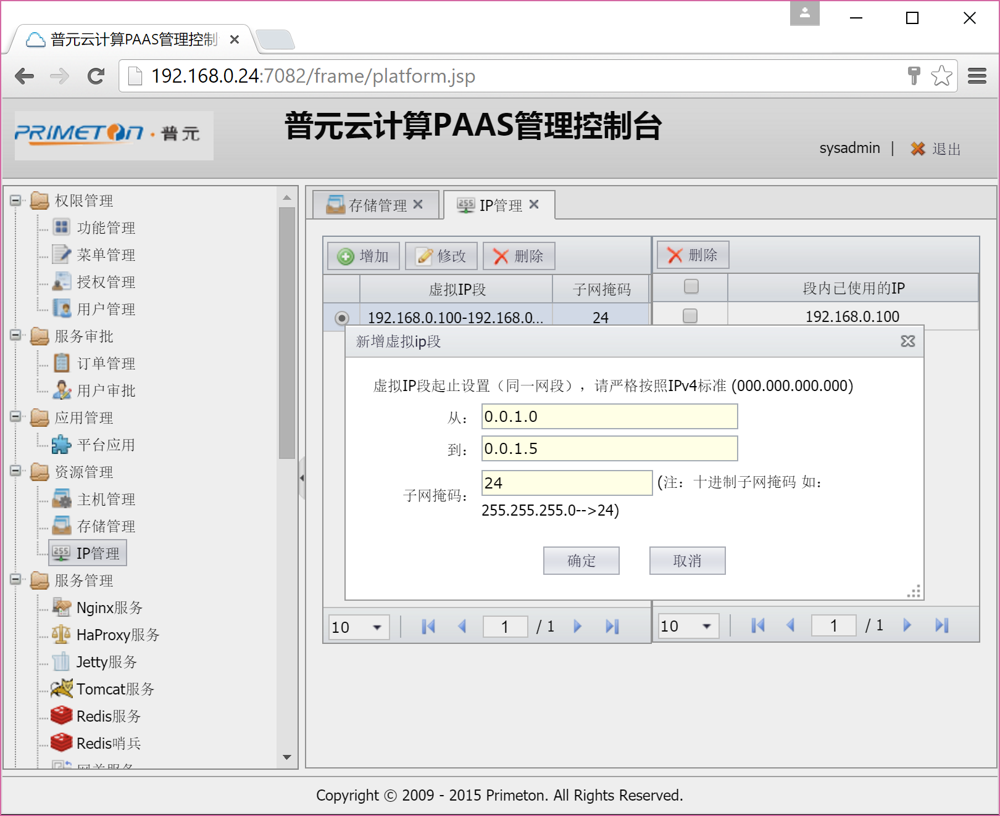 普元云计算PAAS管理控制
192.168.0.24:7082/frame/platform.jsp
PRIMETON·普元
普元云计算PAAS管理控制台
sysadmin | 退出
权限管理
功能管理
菜单管理
授权管理
用户管理
服务审批
订单管理
用户审批
应用管理
平台应用
资源管理
主机管理
存储管理
255 IP管理
服务管理
Nginx服务
HaProxy服务
Jetty服务
Tomcat服务
Redis服务
Redis哨兵
存储管理 255 IP管理
增加 修改 删除
虚拟IP段 子网掩码
192.168.0.100-192.168.0... 24
删除
段内已使用的IP
192.168.0.100
新增虚拟ip段
虚拟IP段起止设置（同一网段），请严格按照IPv4标准 (000.000.000.000)
从： 0.0.1.0
到： 0.0.1.5
子网掩码： 24 (注：十进制子网掩码 如：
255.255.255.0-->24)
确定 取消
10 1 / 1
10 1 / 1
Copyright © 2009 - 2015 Primeton. All Rights Reserved.